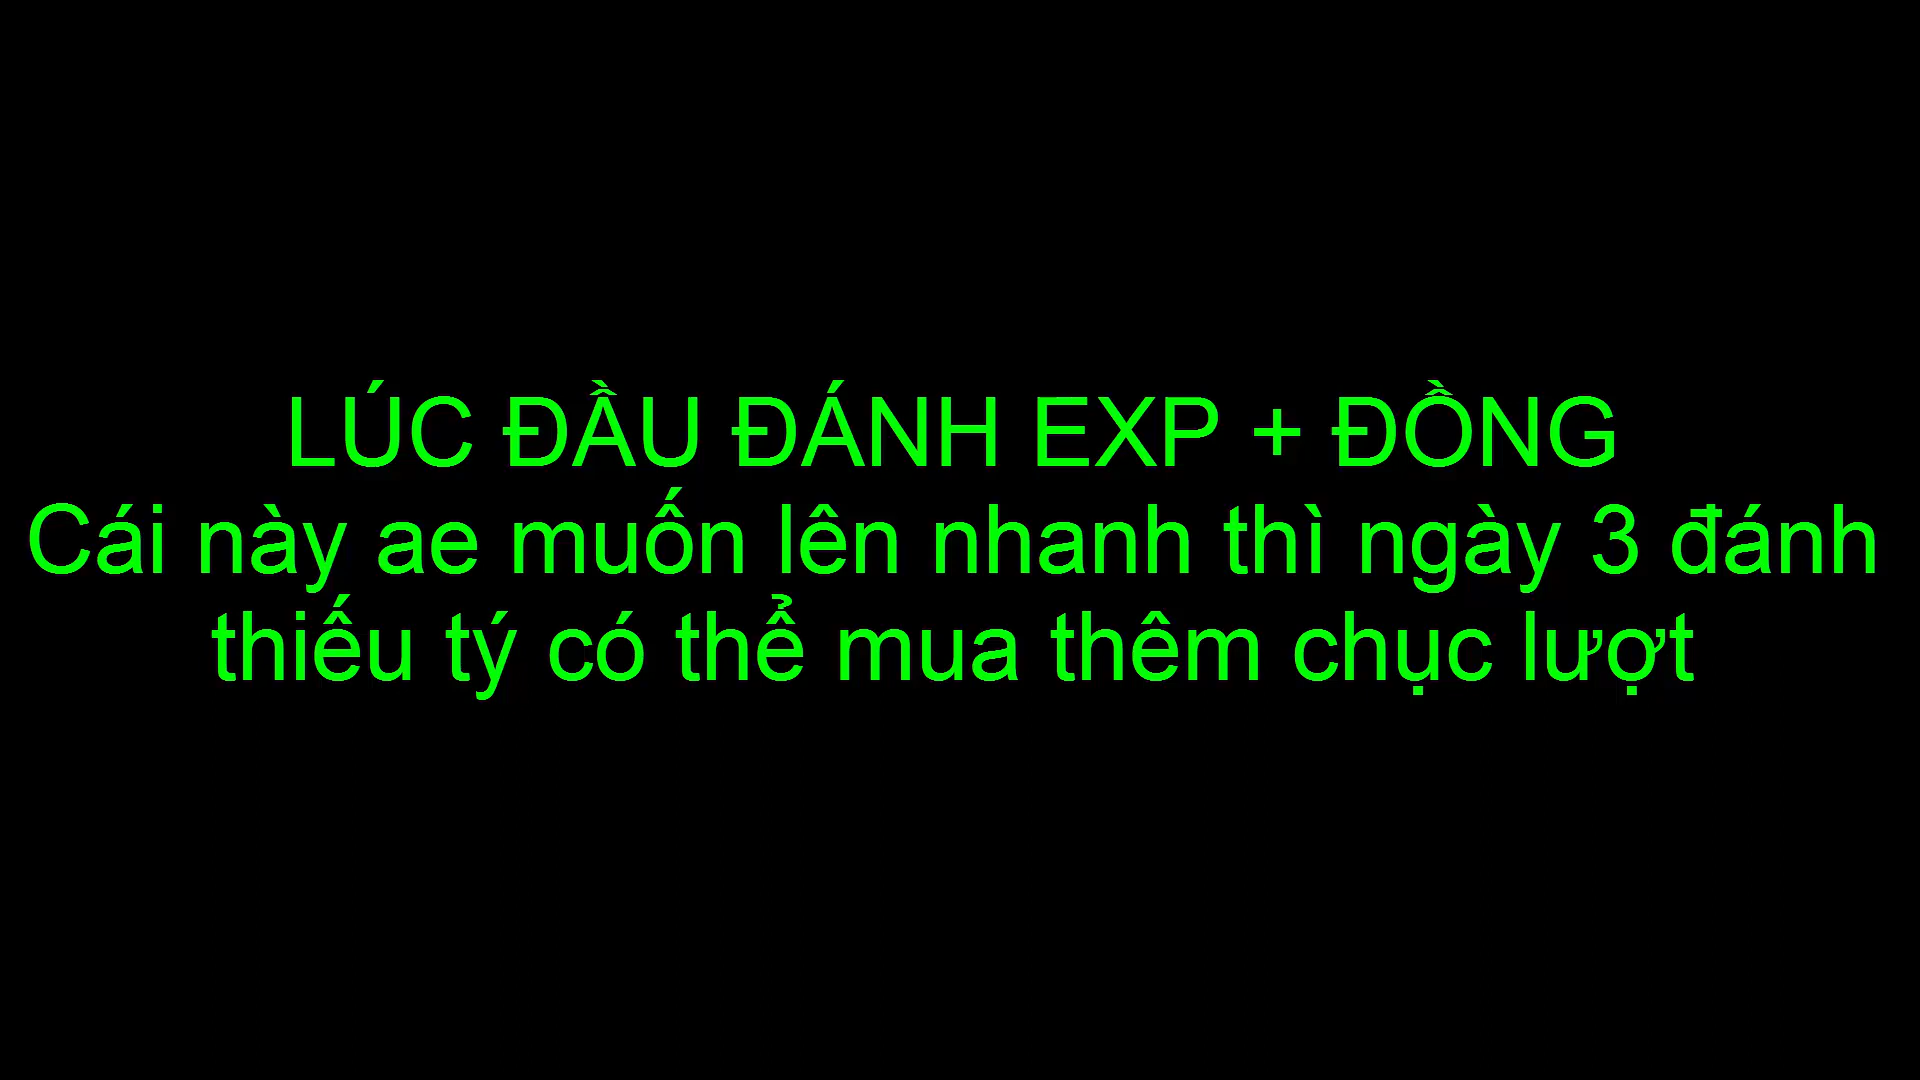 LÚC ĐẦU ĐÁNH EXP + ĐỒNG
Cái này ae muốn lên nhanh thì ngày 3 đánh
thiếu tý có thể mua thêm chục lượt